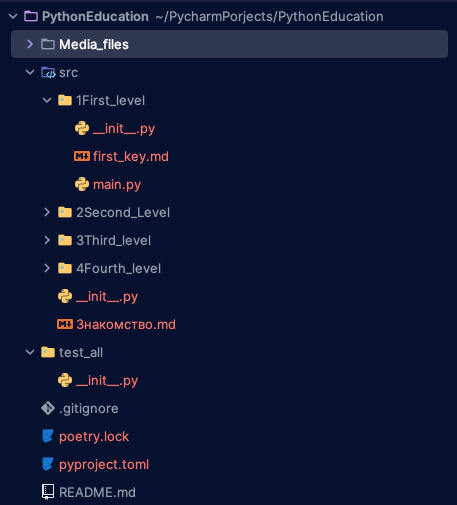 PythonEducation ~/PycharmPorjects/PythonEducation
Media_files
src
1First_level
__init__.py
first_key.md
main.py
2Second_Level
3Third_level
4Fourth_level
__init__.py
Знакомство.md
test_all
__init__.py
.gitignore
poetry.lock
pyproject.toml
README.md